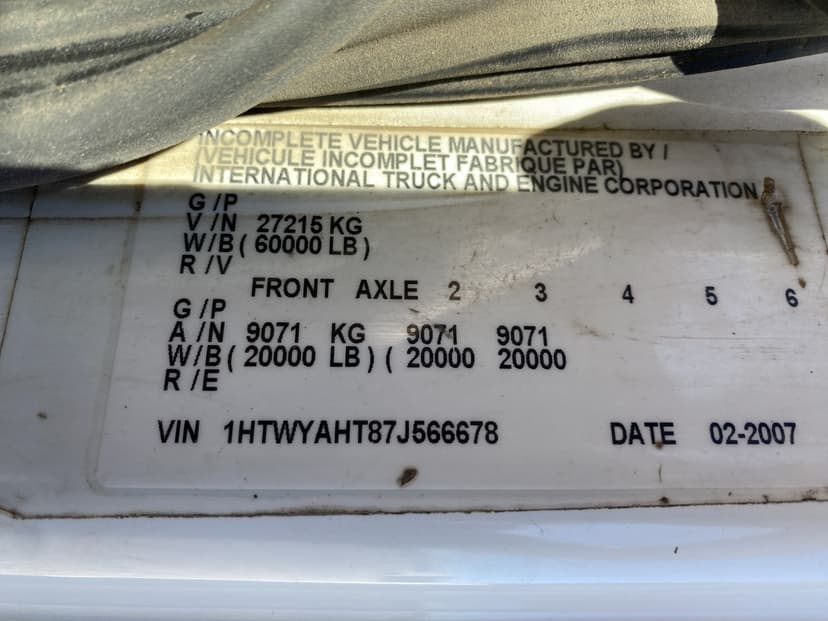 INCOMPLETE VEHICLE MANUFACTURED BY /
(VEHICULE INCOMPLET FABRIQUE PAR)
INTERNATIONAL TRUCK AND ENGINE CORPORATION
G /P
V /N 27215 KG
W/B ( 60000 LB )
R /V
FRONT AXLE 2 3 4 5 6
G /P
A /N 9071 KG 9071 9071
W/B ( 20000 LB ) ( 20000 20000
R /E
VIN 1HTWYAHT87J566678 DATE 02-2007